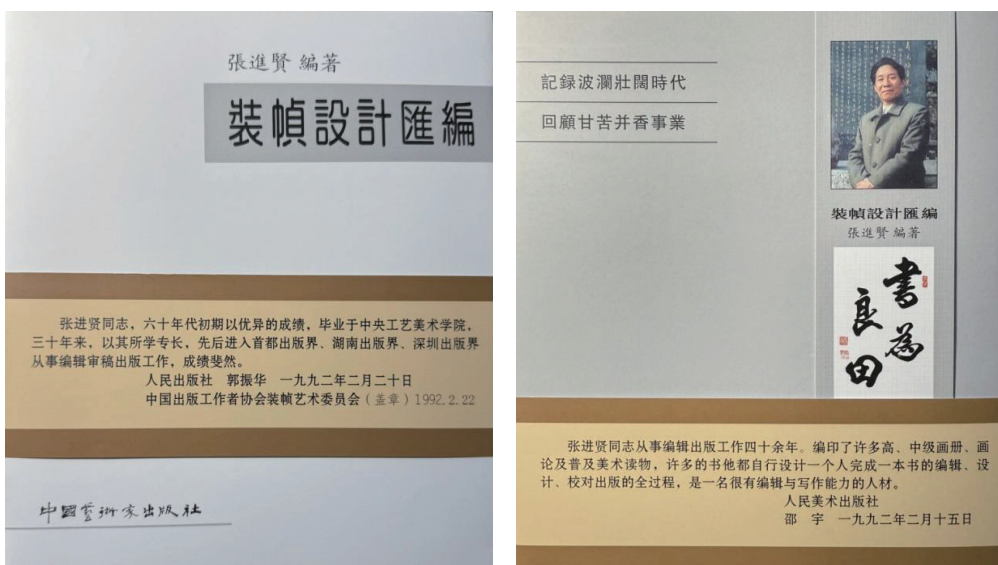 張進賢 編著
裝幀設計匯編
张进贤同志，六十年代初期以优异的成绩，毕业于中央工艺美术学院，
三十年来，以其所学专长，先后进入首都出版界、湖南出版界、深圳出版界
从事编辑审稿出版工作，成绩斐然。
人民出版社 郭振华 一九九二年二月二十日
中国出版工作者协会装帧艺术委员会（盖章）1992.2.22
中國藝術家出版社
記録波瀾壯闊時代
回顧甘苦并香事業
裝幀設計匯編
張進賢 編著
書為
良田
张进贤同志从事编辑出版工作四十余年。编印了许多高、中级画册、画
论及普及美术读物，许多的书他都自行设计一个人完成一本书的编辑、设
计、校对出版的全过程，是一名很有编辑与写作能力的人材。
人民美术出版社
邵 宇 一九九二年二月十五日